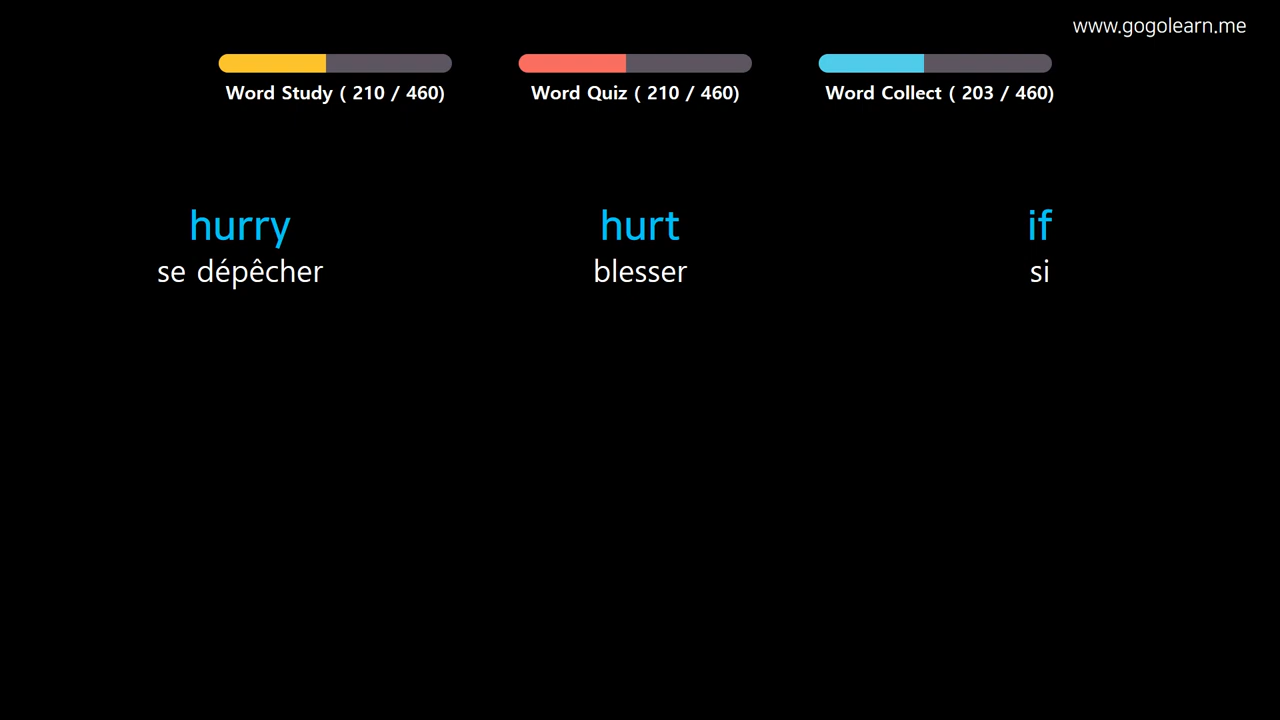 www.gogolearn.me
Word Study ( 210 / 460)
Word Quiz ( 210 / 460)
Word Collect ( 203 / 460)
hurry
se dépêcher
hurt
blesser
if
si